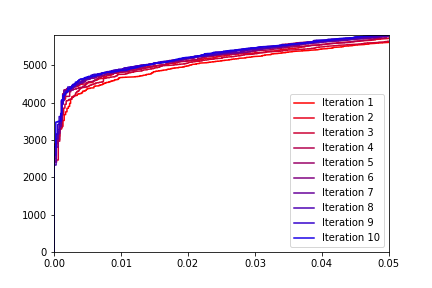 5000
4000
3000
2000
1000
0
0.00 0.01 0.02 0.03 0.04 0.05
Iteration 1
Iteration 2
Iteration 3
Iteration 4
Iteration 5
Iteration 6
Iteration 7
Iteration 8
Iteration 9
Iteration 10